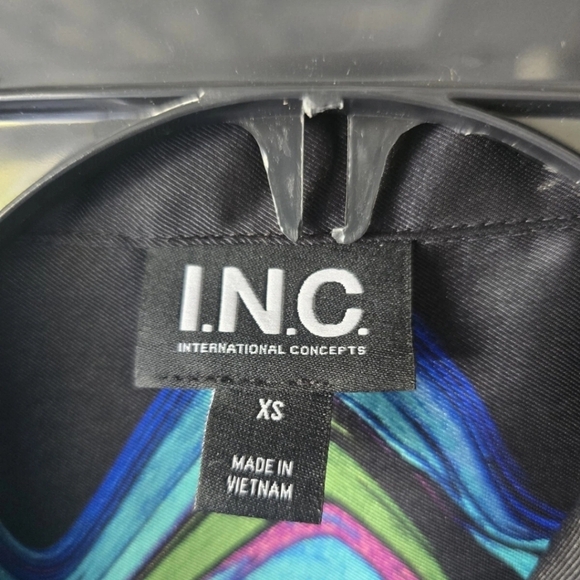 I.N.C.
INTERNATIONAL CONCEPTS
XS
MADE IN
VIETNAM